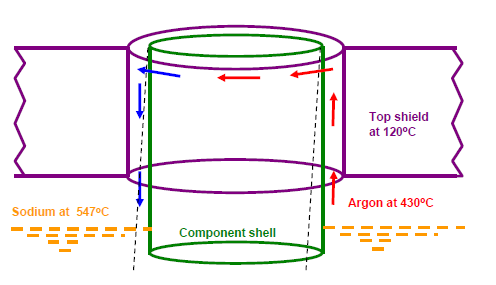 Top shield
at 120ºC
Argon at 430ºC
Sodium at 547ºC
Component shell